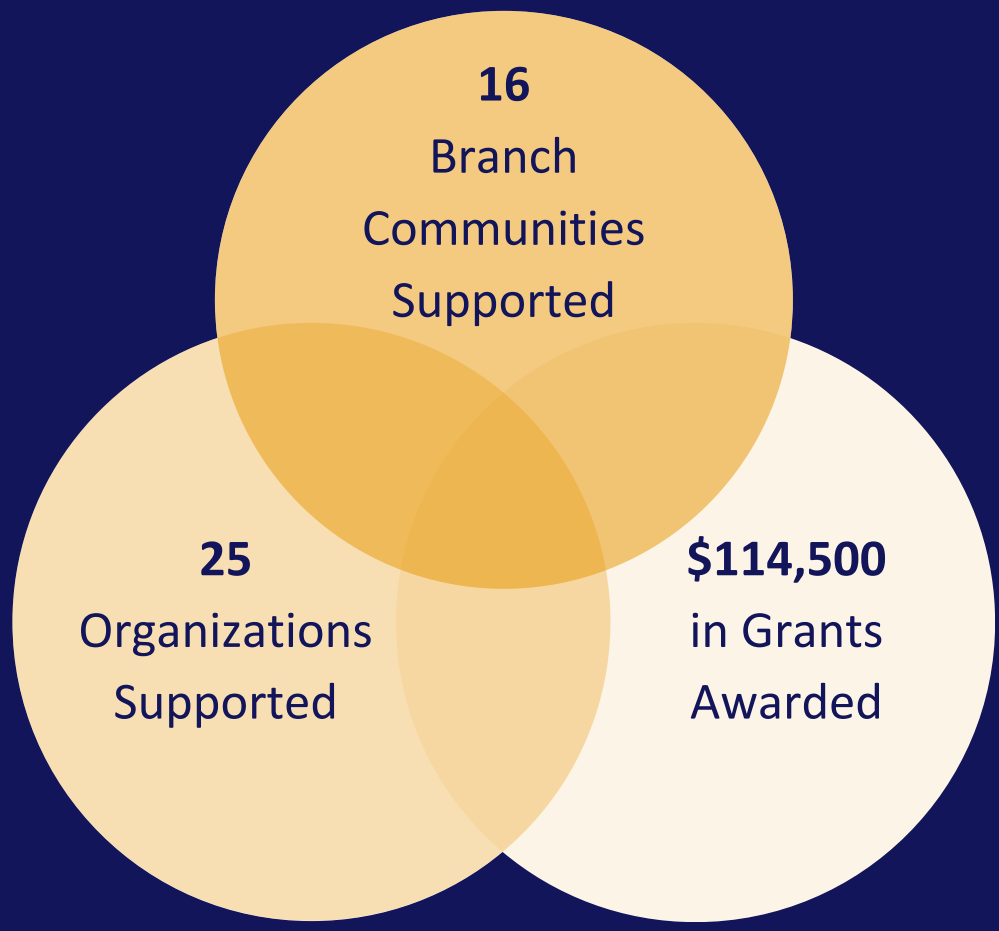 16
Branch
Communities
Supported
25
Organizations
Supported
$114,500
in Grants
Awarded